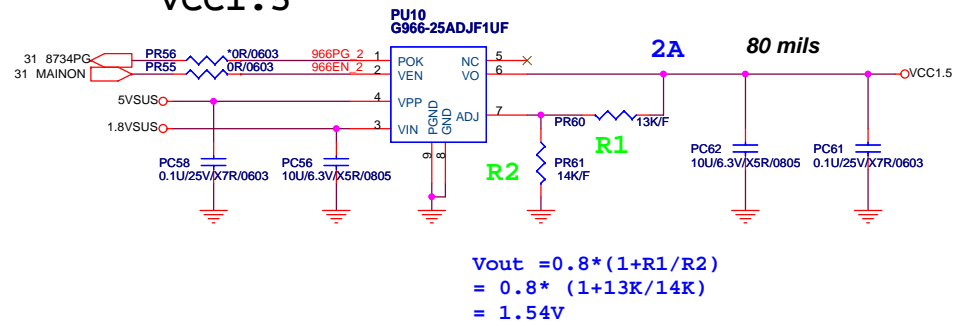 VCC1.5
PU10
G966-25ADJF1UF
2A
80 mils
31 8734PG
PR56
*0R/0603
966PG_2
1
POK
NC
5
31 MAINON
PR55
0R/0603
966EN_2
2
VEN
VO
6
VCC1.5
5VSUS
4
VPP
ADJ
7
PR60
13K/F
R1
1.8VSUS
3
VIN
PGND
GND
9
8
PC58
0.1U/25V/X7R/0603
PC56
10U/6.3V/X5R/0805
R2
PR61
14K/F
PC62
10U/6.3V/X5R/0805
PC61
0.1U/25V/X7R/0603
Vout =0.8*(1+R1/R2)
= 0.8* (1+13K/14K)
= 1.54V